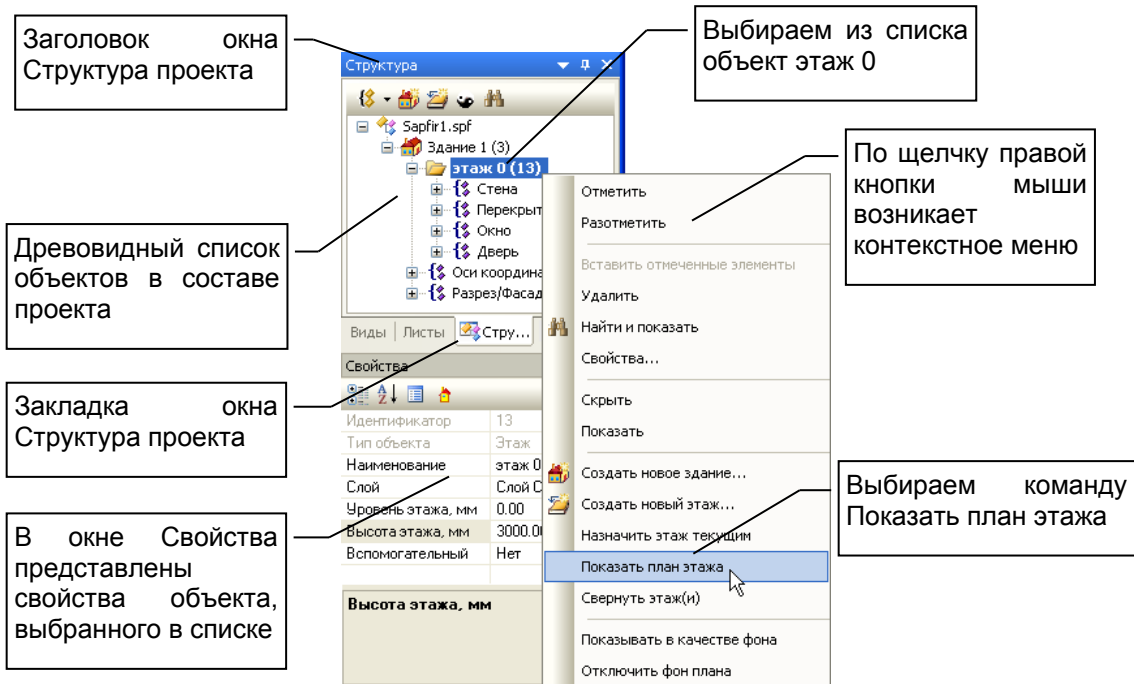 Заголовок окна
Структура проекта
Выбираем из списка
объект этаж 0
Структура
Sapfir1.spf
Здание 1 (3)
этаж 0 (13)
Стена
Перекрыт
Окно
Дверь
Оси координа
Разрез/Фасад
Древовидный список
объектов в составе
проекта
По щелчку правой
кнопки мыши
возникает
контекстное меню
Отметить
Разотметить
Вставить отмеченные элементы
Удалить
Найти и показать
Свойства...
Скрыть
Показать
Создать новое здание...
Создать новый этаж...
Назначить этаж текущим
Показать план этажа
Свернуть этаж(и)
Показывать в качестве фона
Отключить фон плана
Виды Листы Стру...
Свойства
Закладка окна
Структура проекта
Идентификатор 13
Тип объекта Этаж
Наименование этаж 0
Слой Слой С
Уровень этажа, мм 0.00
Высота этажа, мм 3000.0
Вспомогательный Нет
Высота этажа, мм
В окне Свойства
представлены
свойства объекта,
выбранного в списке
Выбираем команду
Показать план этажа